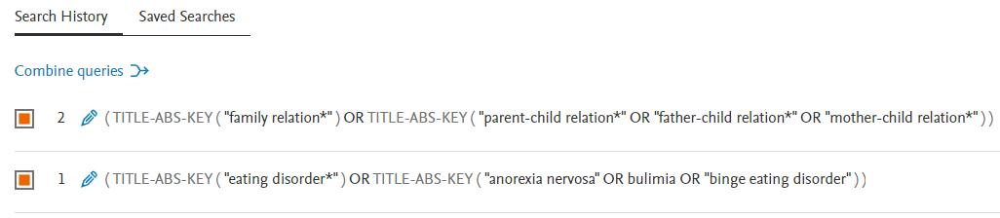 Search History Saved Searches
Combine queries
2 ( TITLE-ABS-KEY ( "family relation*" ) OR TITLE-ABS-KEY ( "parent-child relation*" OR "father-child relation*" OR "mother-child relation*" ) )
1 ( TITLE-ABS-KEY ( "eating disorder*" ) OR TITLE-ABS-KEY ( "anorexia nervosa" OR bulimia OR "binge eating disorder" ) )